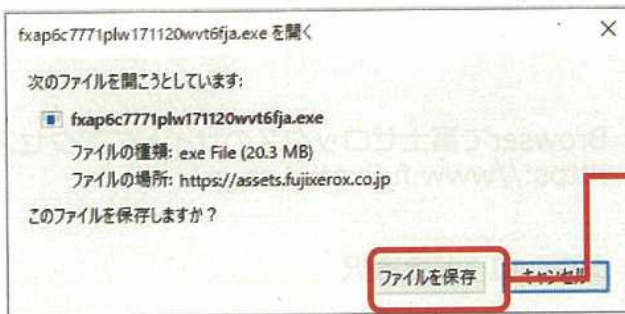 fxap6c7771plw171120wvt6fja.exe を開く
次のファイルを開こうとしています:
fxap6c7771plw171120wvt6fja.exe
ファイルの種類: exe File (20.3 MB)
ファイルの場所: https://assets.fujixerox.co.jp
このファイルを保存しますか？
ファイルを保存
キャンセル